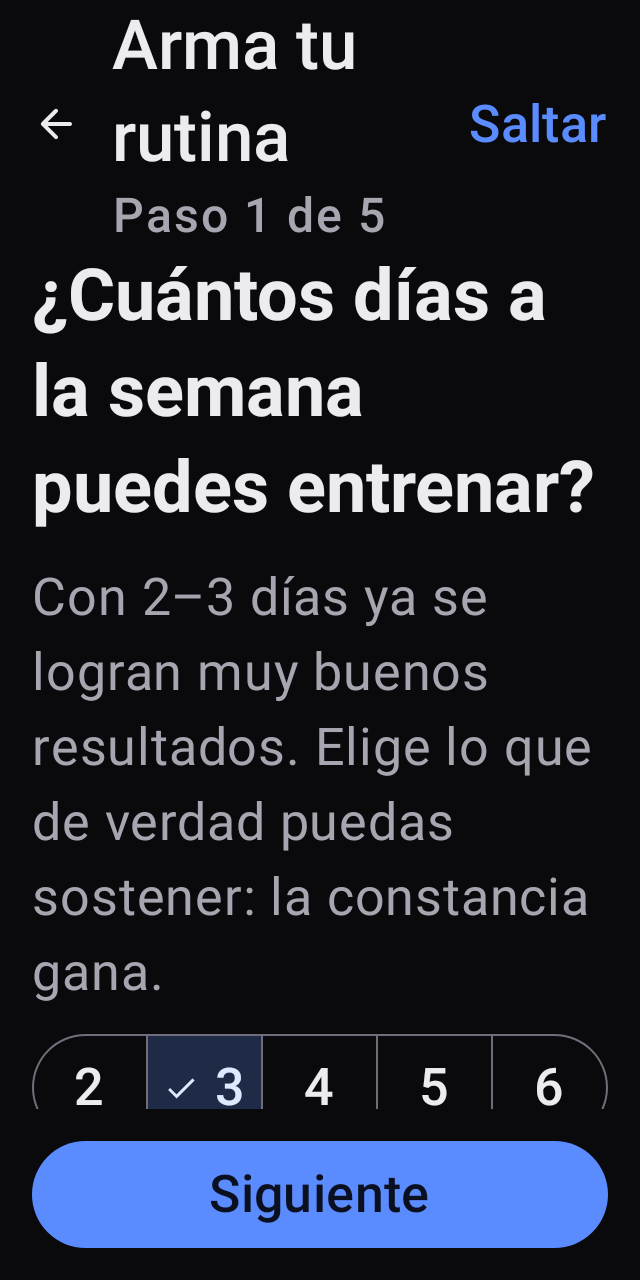 Arma tu
rutina
Saltar
Paso 1 de 5
¿Cuántos días a
la semana
puedes entrenar?
Con 2–3 días ya se
logran muy buenos
resultados. Elige lo que
de verdad puedas
sostener: la constancia
gana.
2 3 4 5 6
Siguiente